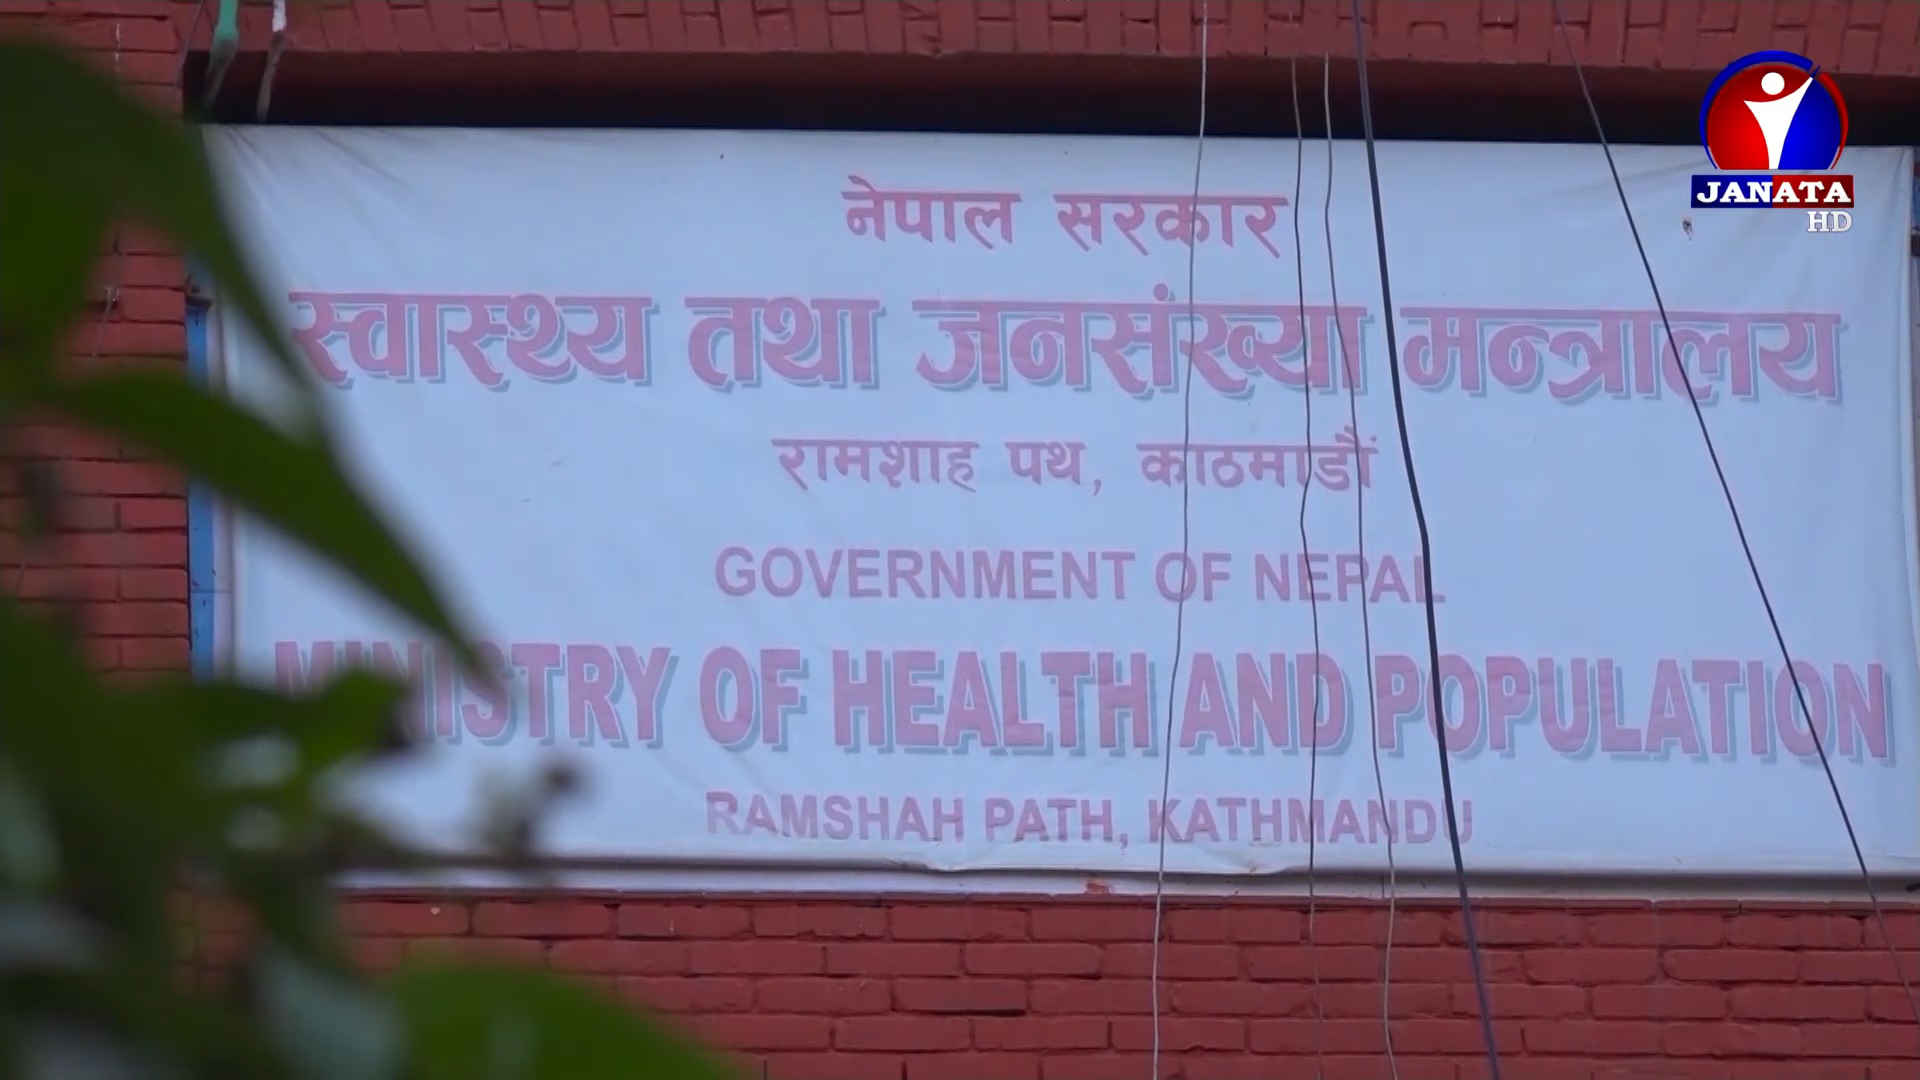 JANATA
HD
नेपाल सरकार
स्वास्थ्य तथा जनसंख्या मन्त्रालय
रामशाह पथ, काठमाडौं
GOVERNMENT OF NEPAL
MINISTRY OF HEALTH AND POPULATION
RAMSHAH PATH, KATHMANDU